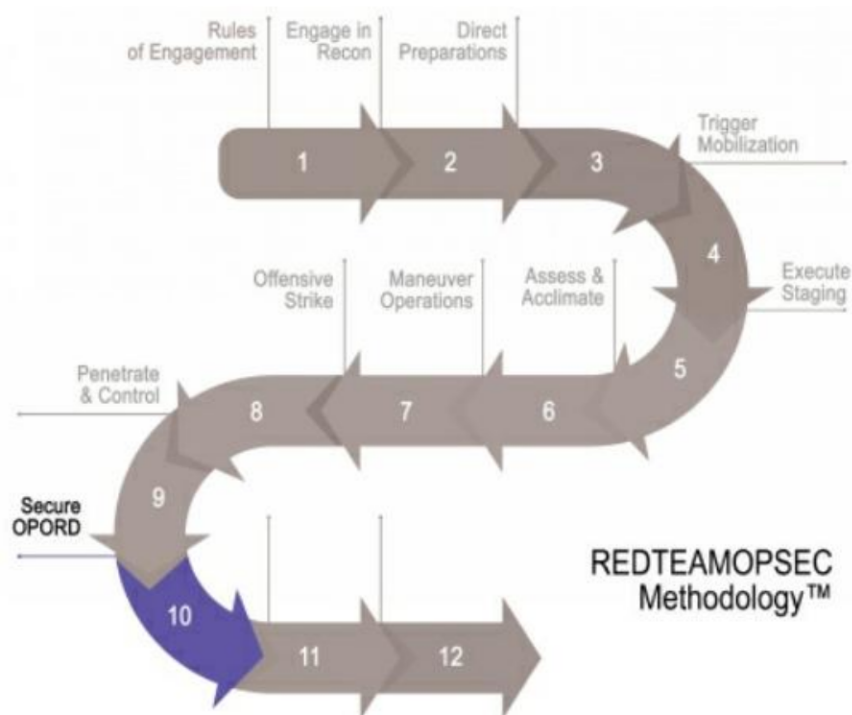 Rules
of Engagement
Engage in
Recon
Direct
Preparations
1
2
3
Trigger
Mobilization
4
Execute
Staging
5
Assess &
Acclimate
6
Maneuver
Operations
7
Offensive
Strike
8
Penetrate
& Control
9
Secure
OPORD
10
11
12
REDTEAMOPSEC
Methodology™